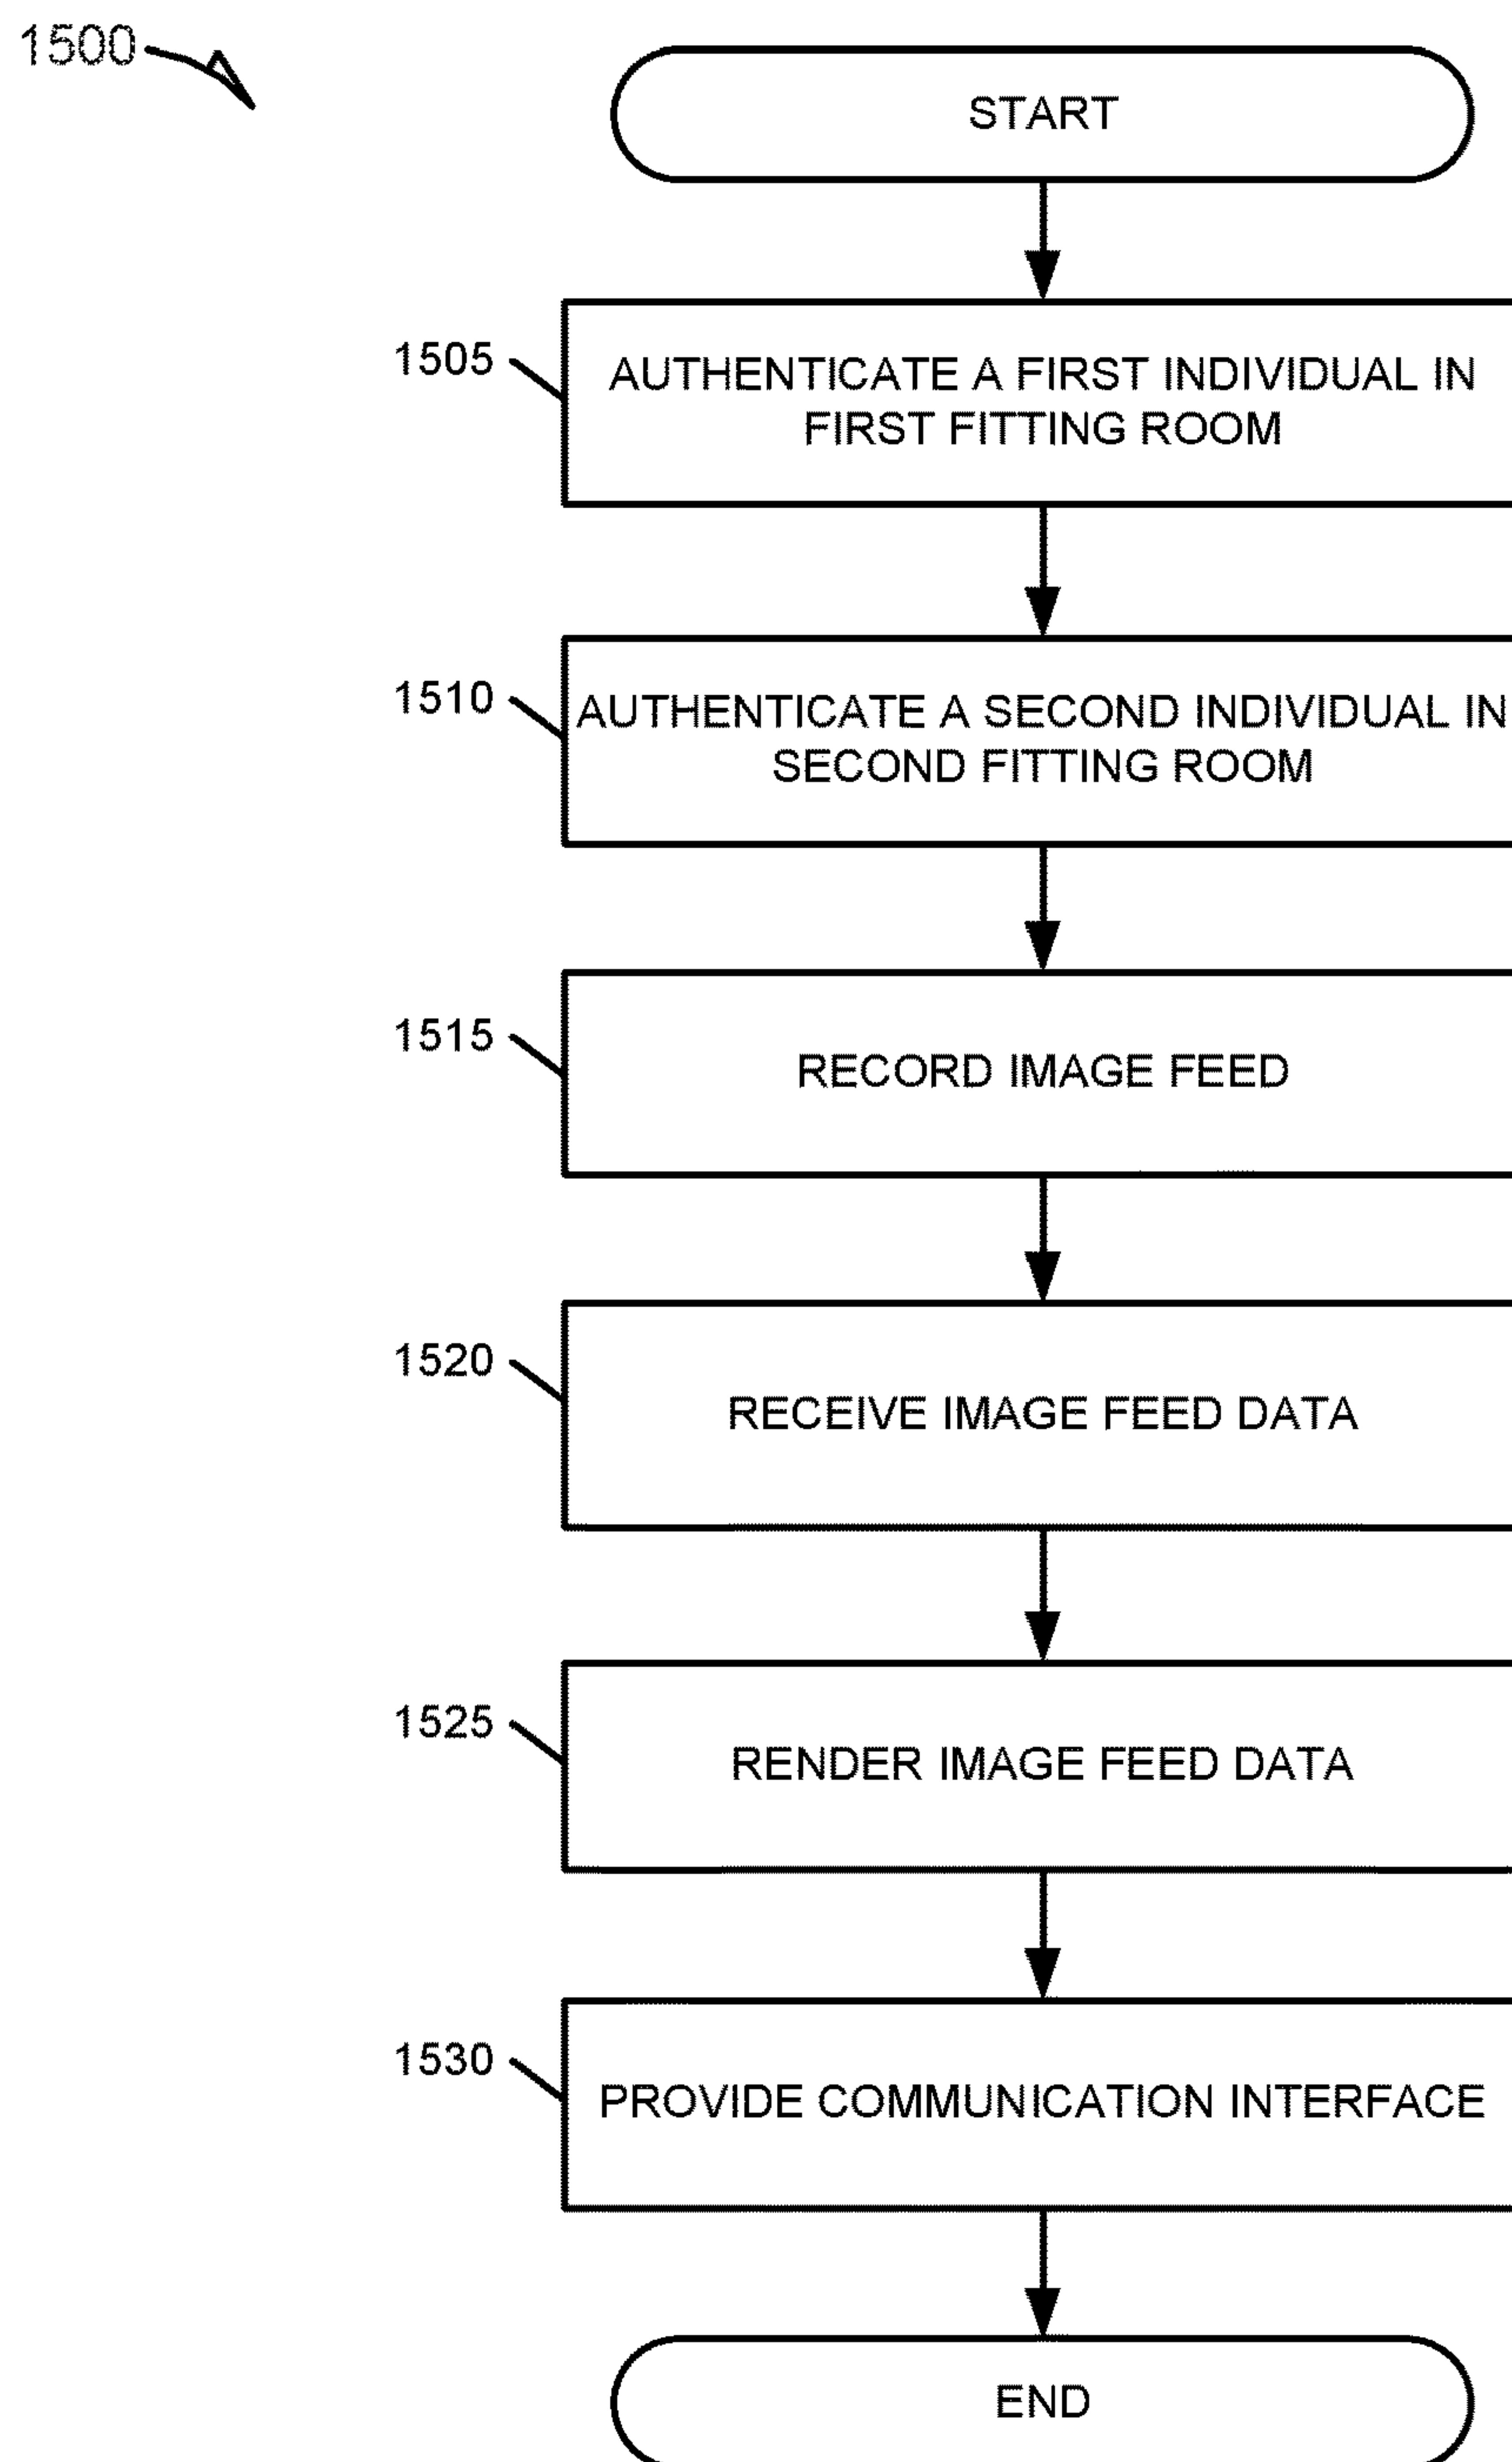 1500
START
1505
AUTHENTICATE A FIRST INDIVIDUAL IN
FIRST FITTING ROOM
1510
AUTHENTICATE A SECOND INDIVIDUAL IN
SECOND FITTING ROOM
1515
RECORD IMAGE FEED
1520
RECEIVE IMAGE FEED DATA
1525
RENDER IMAGE FEED DATA
1530
PROVIDE COMMUNICATION INTERFACE
END